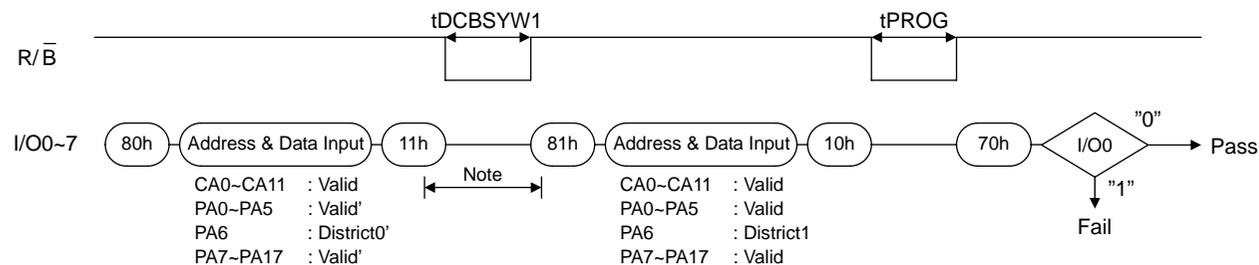 tDCBSYW1 tPROG
R/B̅
I/O0~7 80h Address & Data Input 11h 81h Address & Data Input 10h 70h I/O0 "0" Pass
Note
"1"
Fail
CA0~CA11 : Valid
PA0~PA5 : Valid'
PA6 : District0'
PA7~PA17 : Valid'
CA0~CA11 : Valid
PA0~PA5 : Valid
PA6 : District1
PA7~PA17 : Valid